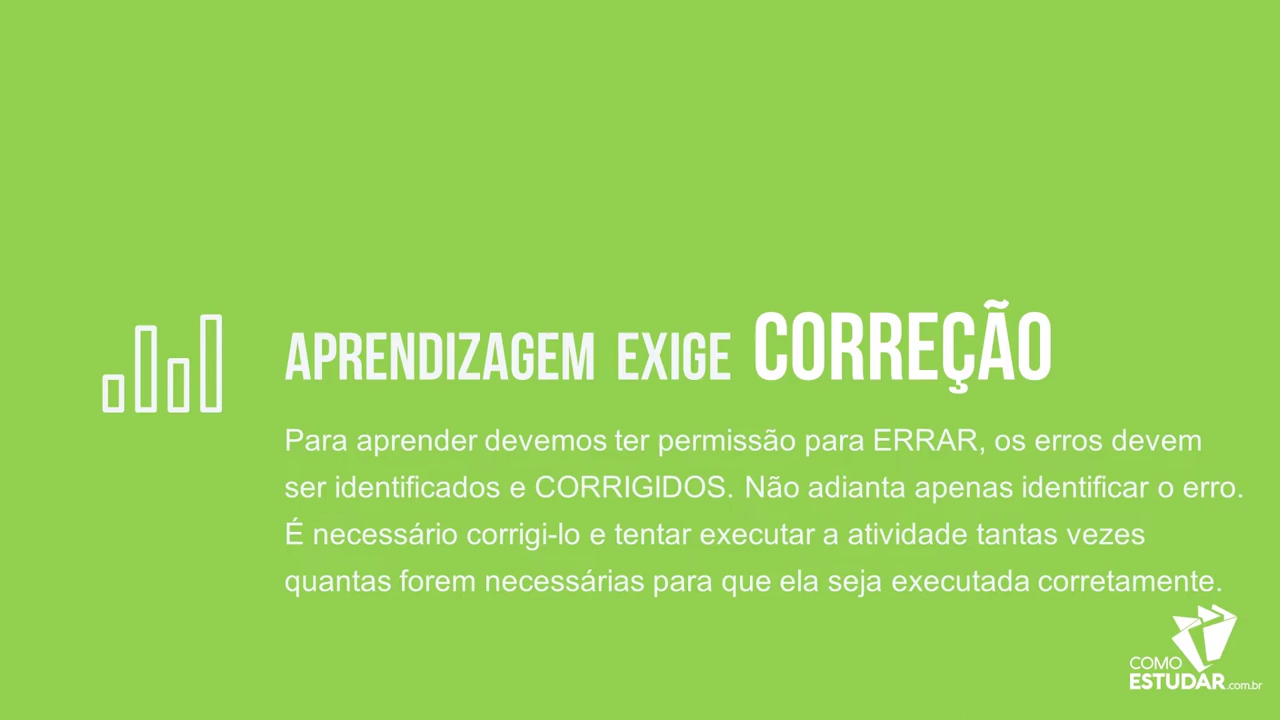 APRENDIZAGEM EXIGE CORREÇÃO
Para aprender devemos ter permissão para ERRAR, os erros devem
ser identificados e CORRIGIDOS. Não adianta apenas identificar o erro.
É necessário corrigi-lo e tentar executar a atividade tantas vezes
quantas forem necessárias para que ela seja executada corretamente.
COMO
ESTUDAR.com.br